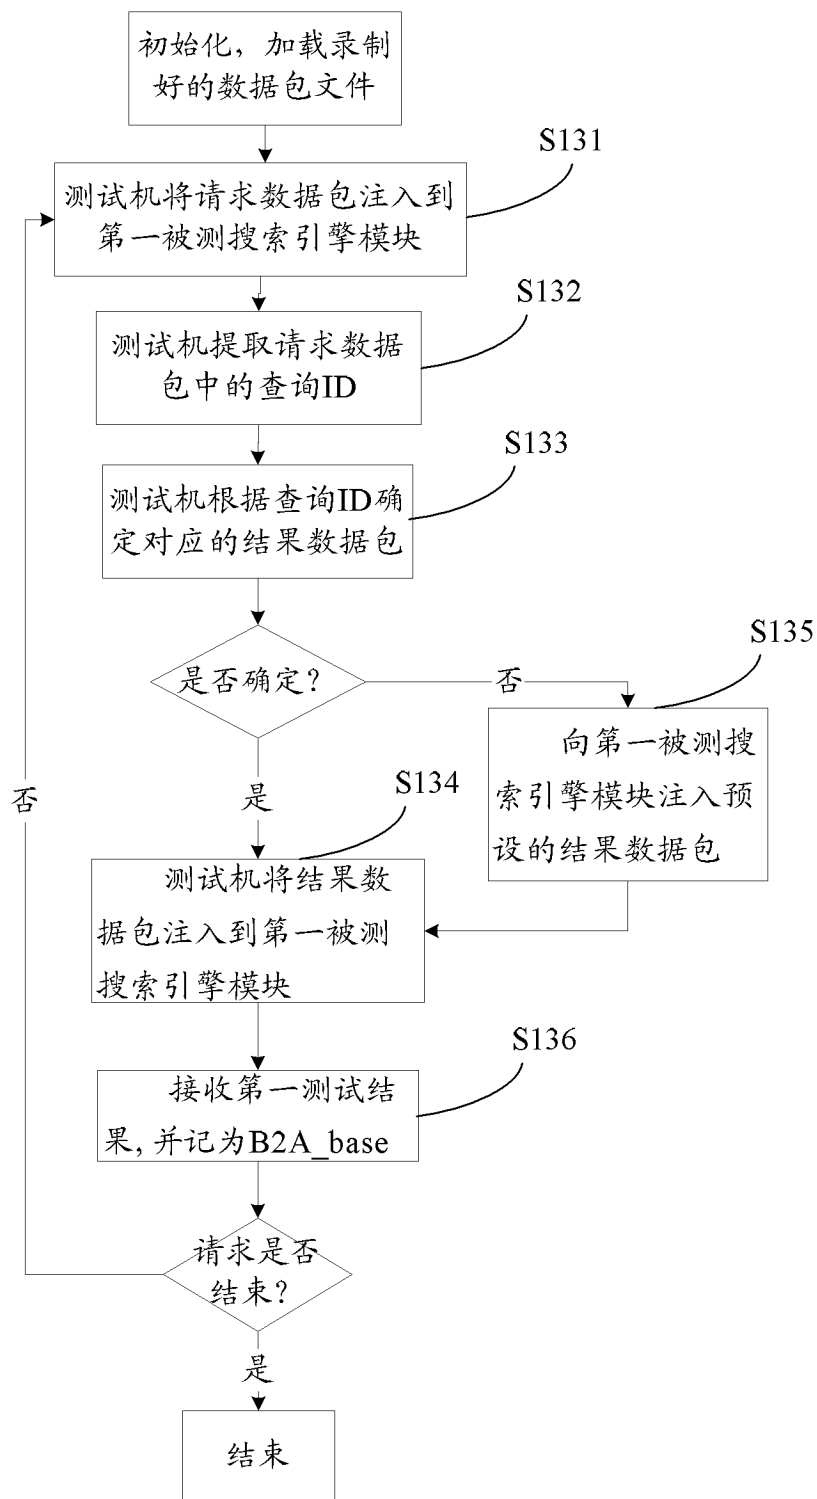 初始化，加载录制
好的数据包文件
S131
测试机将请求数据包注入到
第一被测搜索引擎模块
S132
测试机提取请求数据
包中的查询ID
S133
测试机根据查询ID确
定对应的结果数据包
是否确定？
否
S135
向第一被测搜
索引擎模块注入预
设的结果数据包
是
否
S134
测试机将结果数
据包注入到第一被测
搜索引擎模块
S136
接收第一测试结
果，并记为B2A_base
请求是否
结束？
是
结束